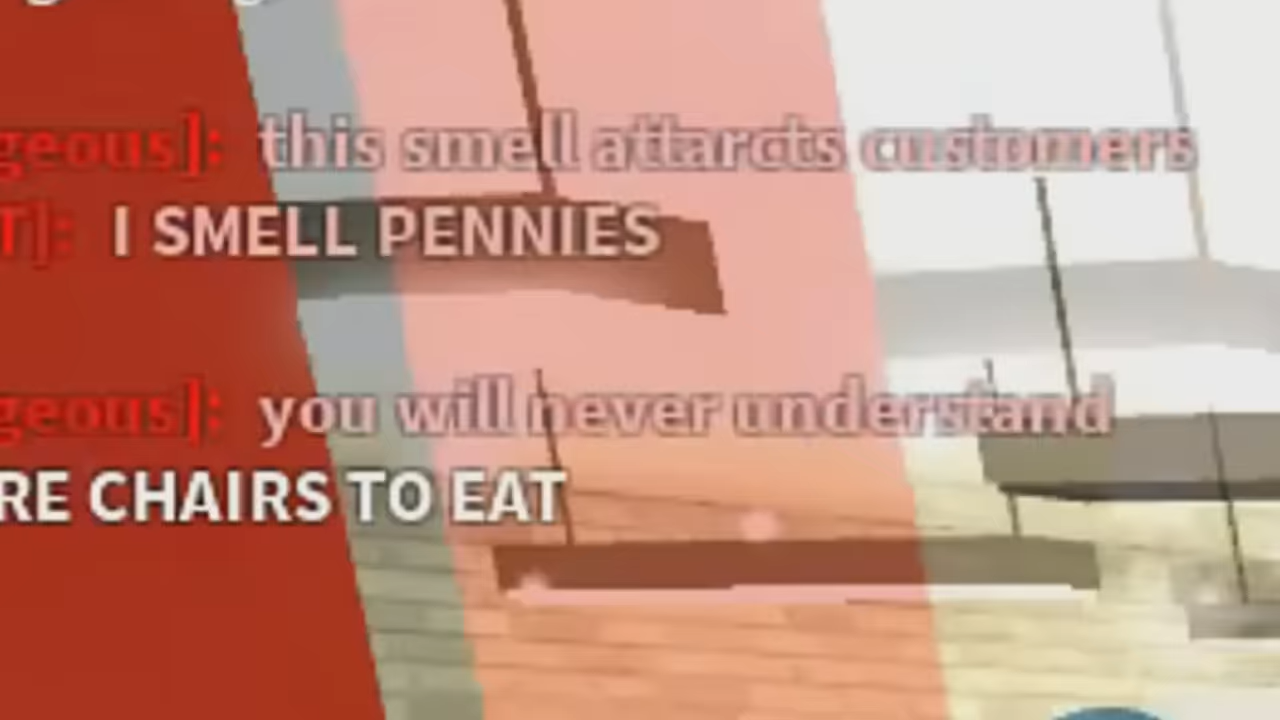 geous]: this smell attarcts customers
T]: I SMELL PENNIES
geous]: you will never understand
RE CHAIRS TO EAT